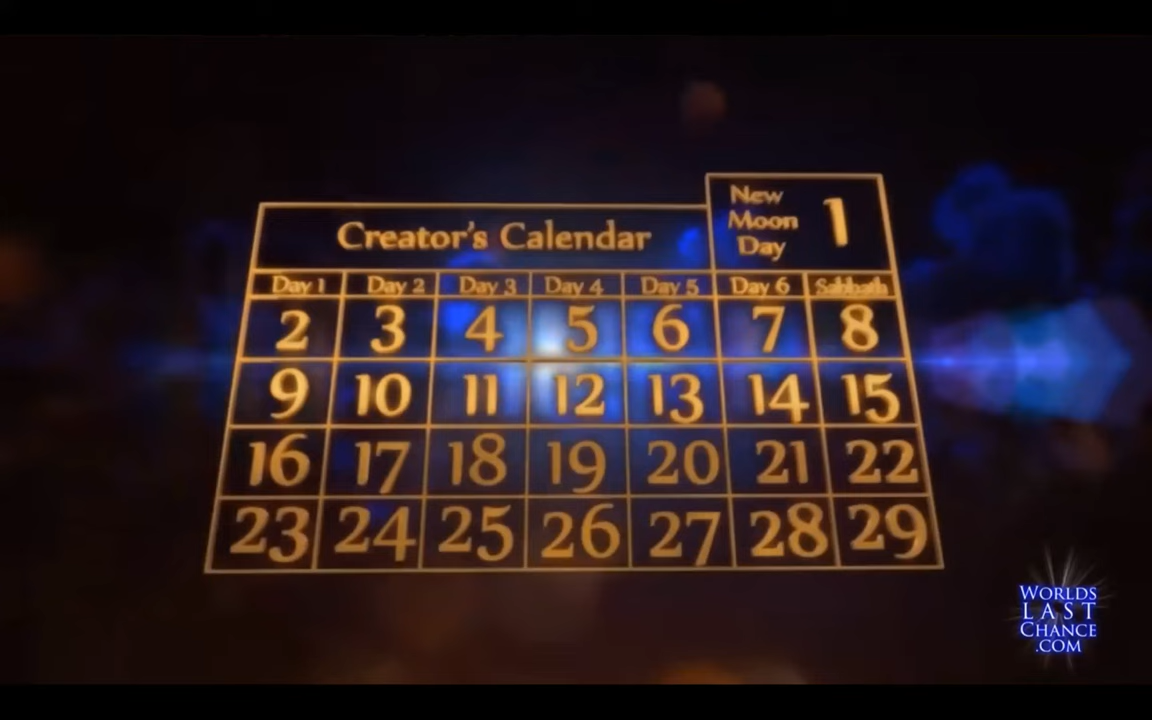 New
Moon 1
Day
Creator's Calendar
Day 1 Day 2 Day 3 Day 4 Day 5 Day 6 Sabbath
2 3 4 5 6 7 8
9 10 11 12 13 14 15
16 17 18 19 20 21 22
23 24 25 26 27 28 29
WORLDS
LAST
CHANCE
.COM